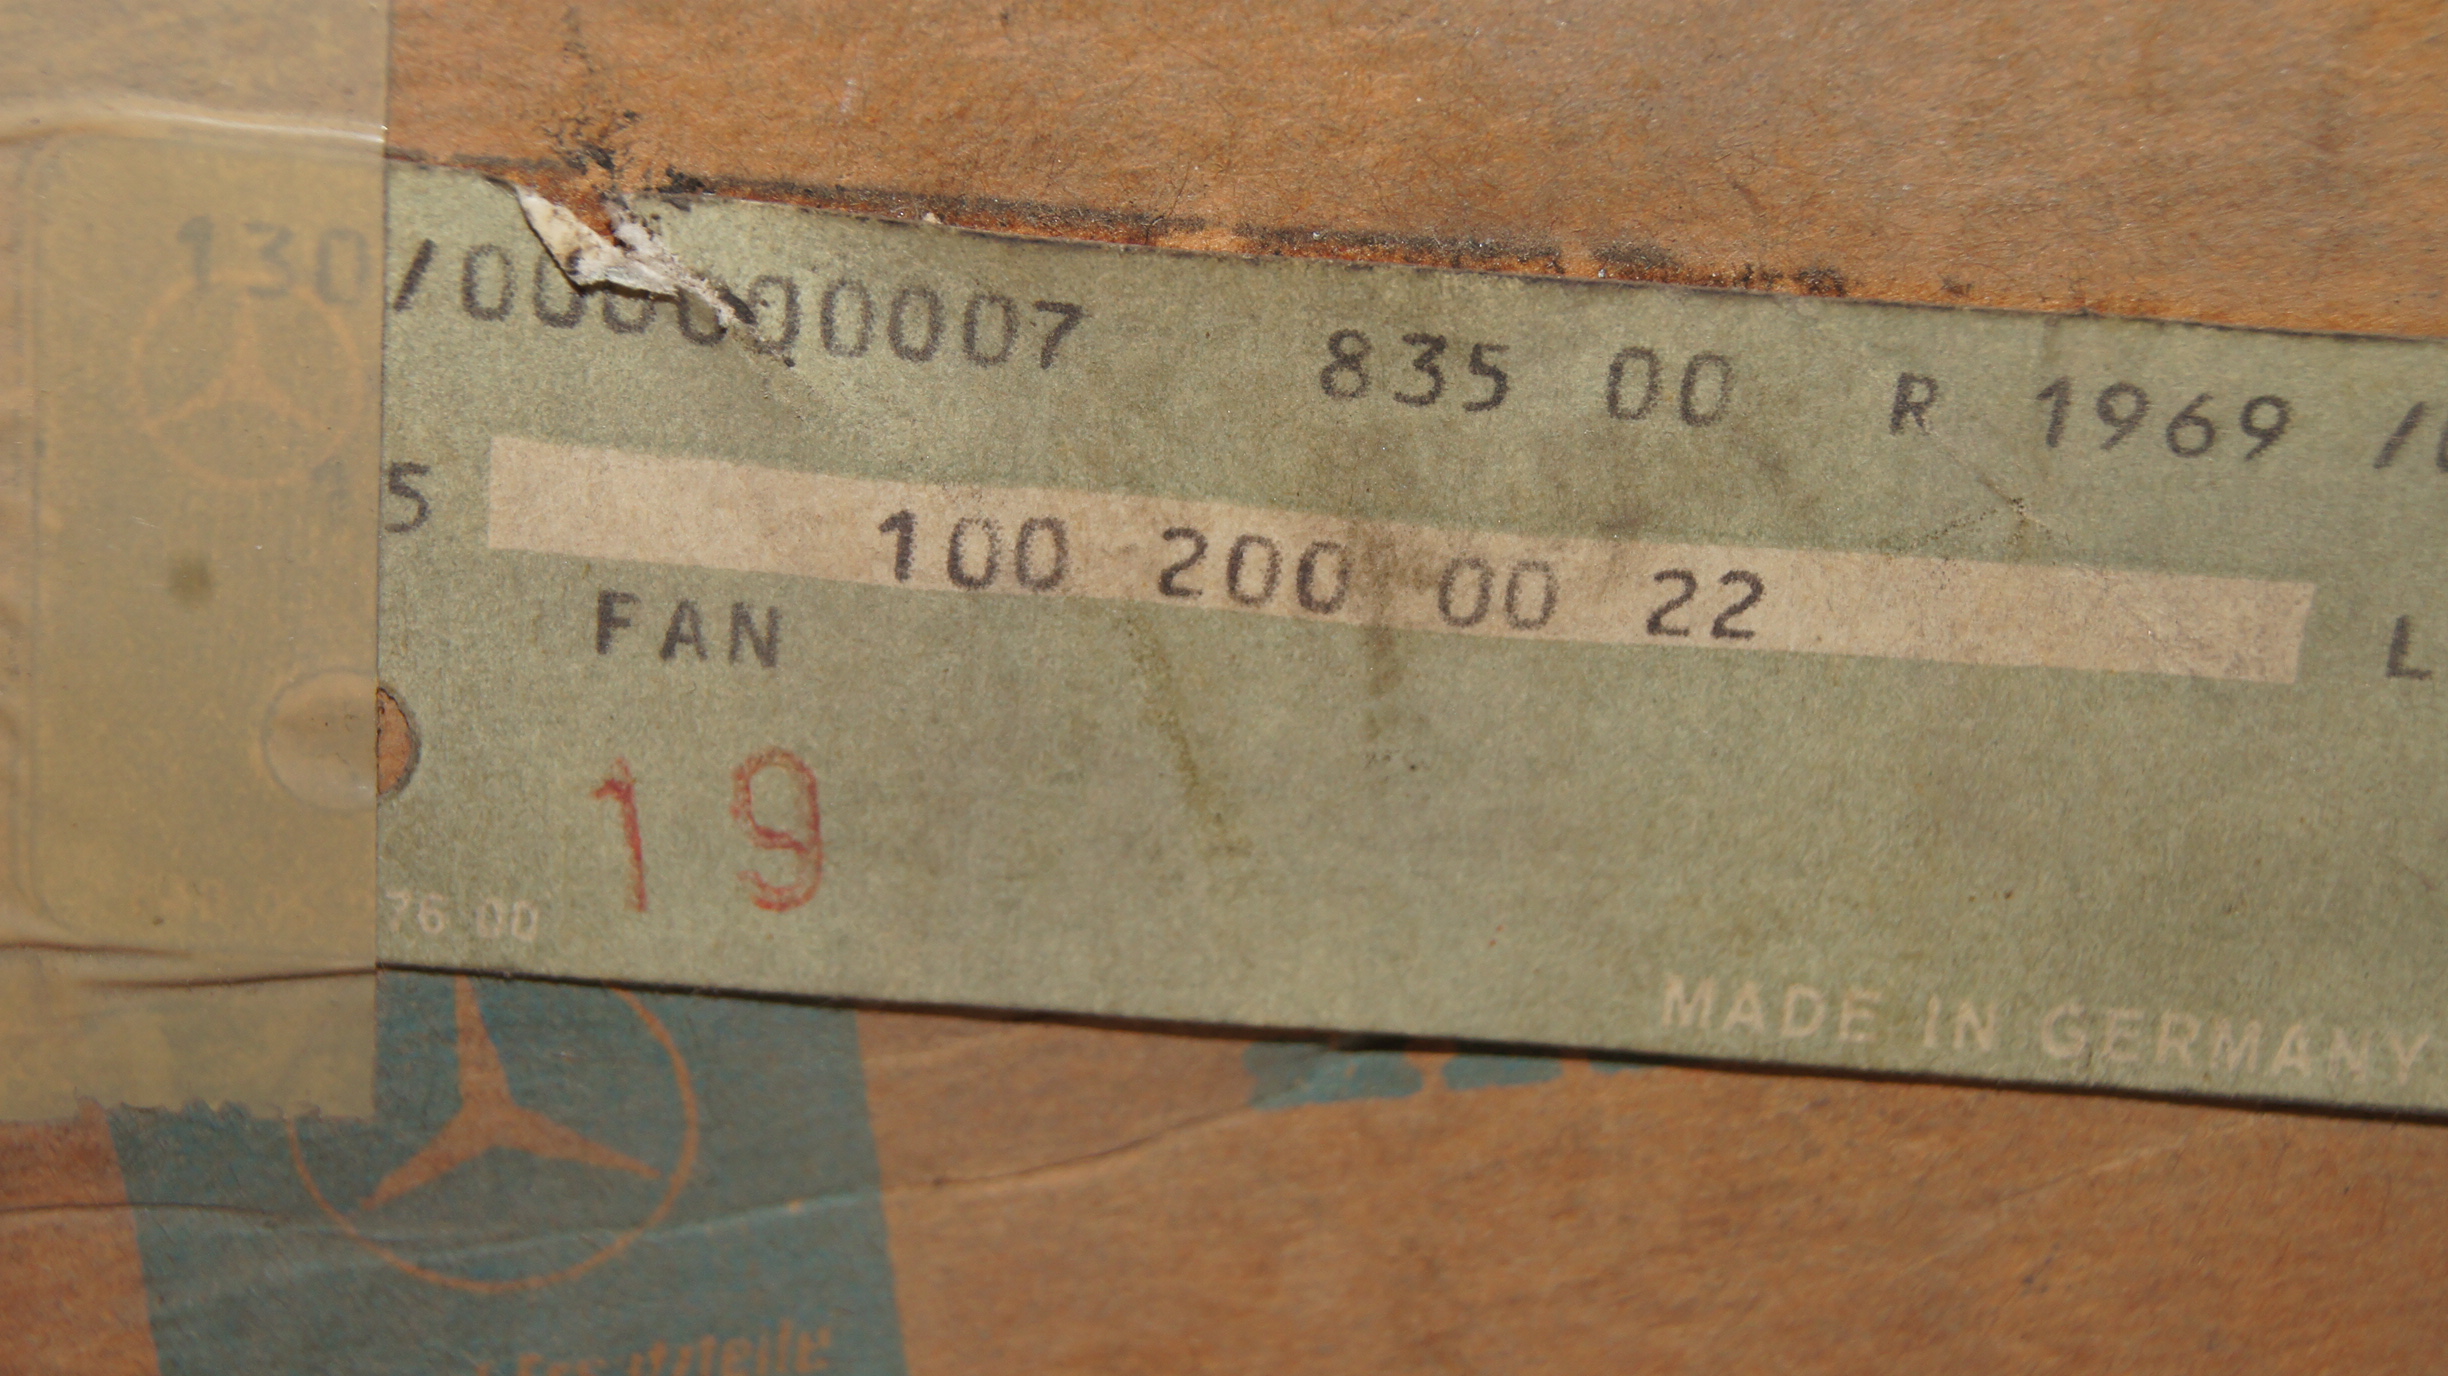 130/000000007 835 00 R 1969 /
5 100 200 00 22 L
FAN
19
76 00
MADE IN GERMANY